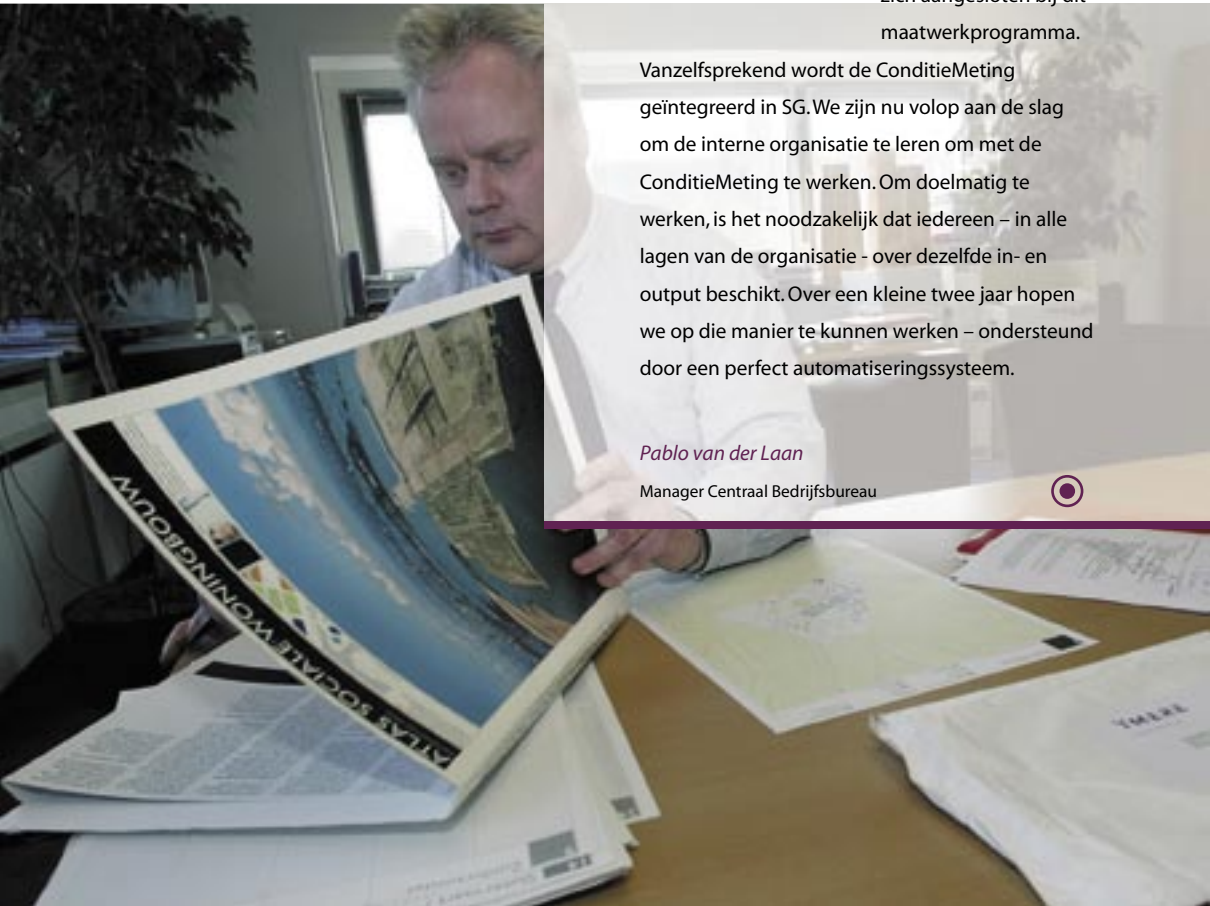 maatwerkprogramma.
Vanzelfsprekend wordt de ConditieMeting
geïntegreerd in SG. We zijn nu volop aan de slag
om de interne organisatie te leren om met de
ConditieMeting te werken. Om doelmatig te
werken, is het noodzakelijk dat iedereen – in alle
lagen van de organisatie - over dezelfde in- en
output beschikt. Over een kleine twee jaar hopen
we op die manier te kunnen werken – ondersteund
door een perfect automatiseringssysteem.
Pablo van der Laan
Manager Centraal Bedrijfsbureau
ATLAS SOCIALE WONINGBOUW
YMERE